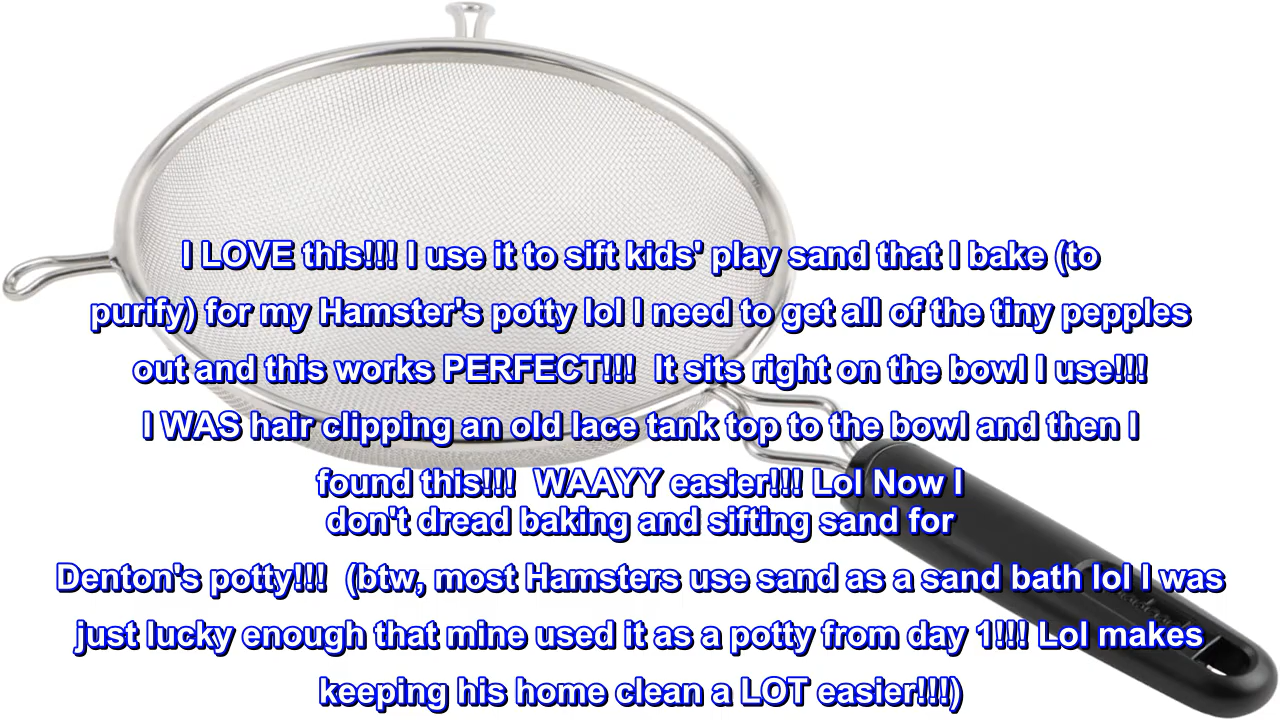 I LOVE this!!! I use it to sift kids' play sand that I bake (to
purify) for my Hamster's potty lol I need to get all of the tiny pepples
out and this works PERFECT!!!  It sits right on the bowl I use!!!
I WAS hair clipping an old lace tank top to the bowl and then I
found this!!!  WAAYY easier!!! Lol Now I
don't dread baking and sifting sand for
Denton's potty!!!  (btw, most Hamsters use sand as a sand bath lol I was
just lucky enough that mine used it as a potty from day 1!!! Lol makes
keeping his home clean a LOT easier!!!)